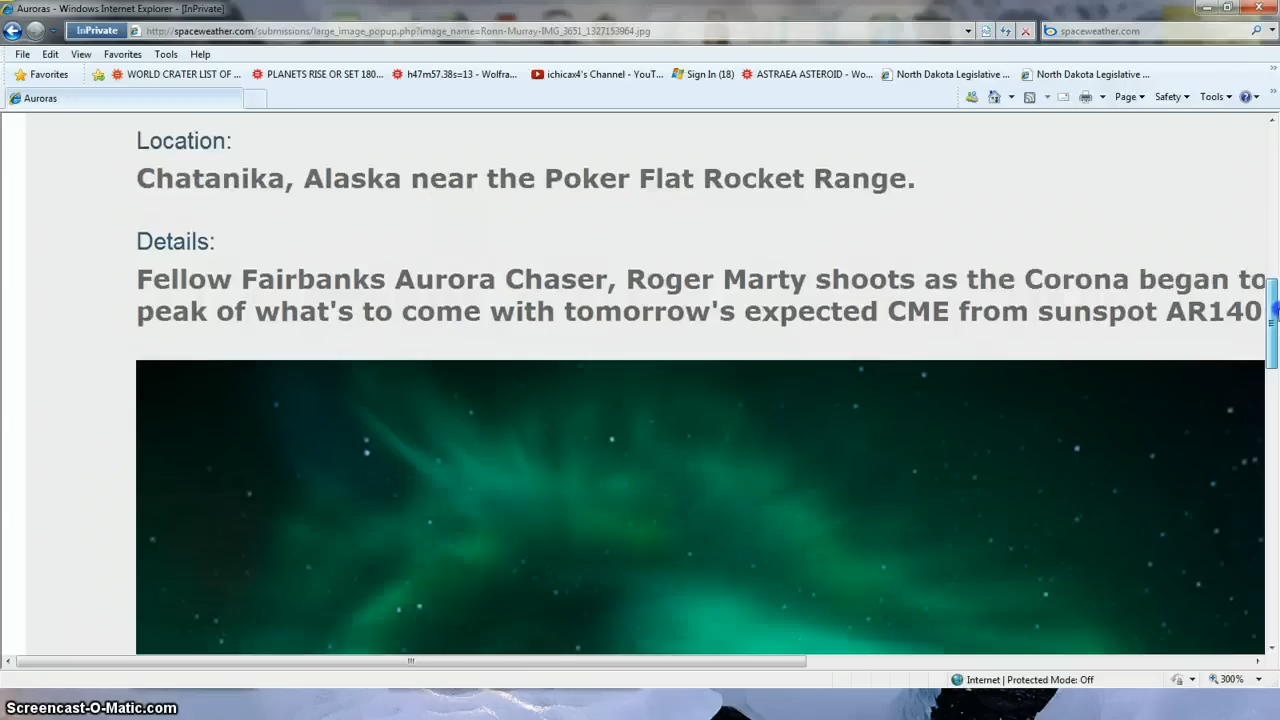 Auroras - Windows Internet Explorer - [InPrivate]
InPrivate http://spaceweather.com/submissions/large_image_popup.php?image_name=Ronn-Murray-IMG_3651_1327153964.jpg spaceweather.com
File Edit View Favorites Tools Help
Favorites WORLD CRATER LIST OF ... PLANETS RISE OR SET 180... h47m57.38s=13 - Wolfra... ichicax4's Channel - YouT... Sign In (18) ASTRAEA ASTEROID - Wo... North Dakota Legislative ... North Dakota Legislative ...
Auroras Page Safety Tools
Location:
Chatanika, Alaska near the Poker Flat Rocket Range.
Details:
Fellow Fairbanks Aurora Chaser, Roger Marty shoots as the Corona began to
peak of what's to come with tomorrow's expected CME from sunspot AR140
Internet | Protected Mode: Off 300%
Screencast-O-Matic.com